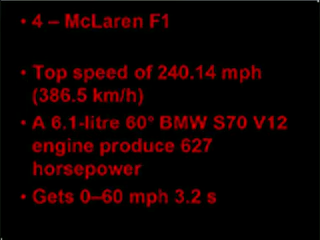 • 4 – McLaren F1
• Top speed of 240.14 mph
(386.5 km/h)
• A 6.1-litre 60° BMW S70 V12
engine produce 627
horsepower
• Gets 0–60 mph 3.2 s